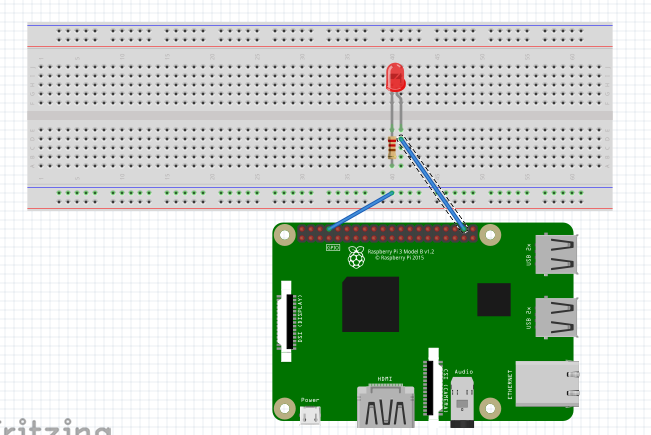 GPIO
Raspberry Pi 3 Model B v1.2
© Raspberry Pi 2015
DSI (DISPLAY)
USB 2x
USB 2x
Power
HDMI
CSI (CAMERA)
Audio
ETHERNET
fritzing